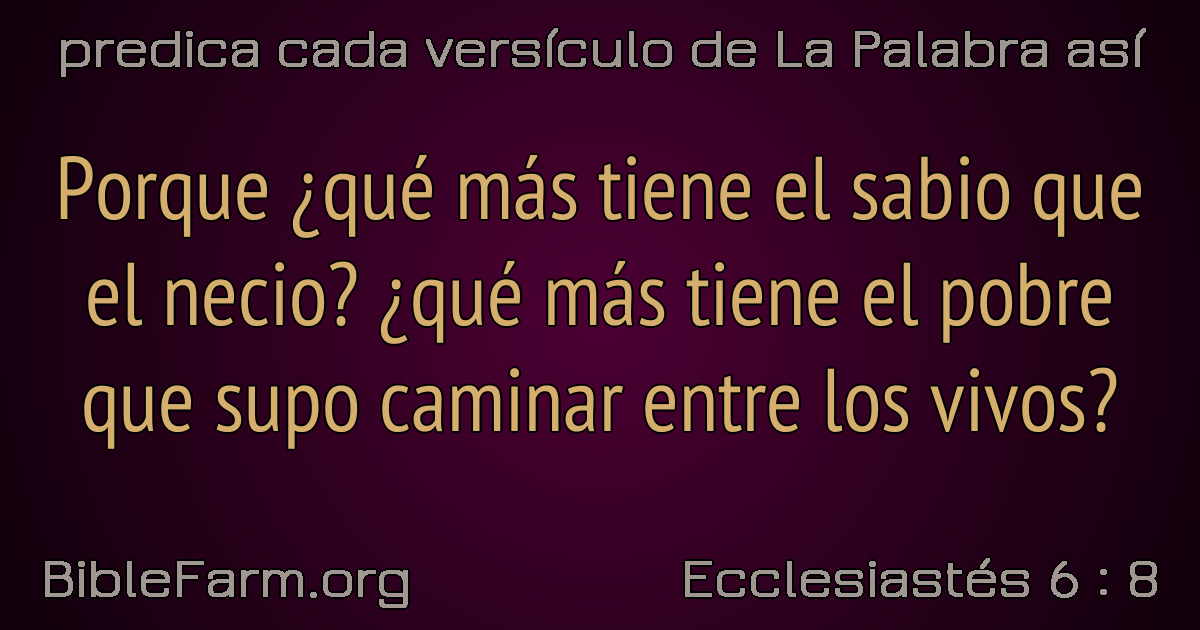 predica cada versículo de La Palabra así
Porque ¿qué más tiene el sabio que
el necio? ¿qué más tiene el pobre
que supo caminar entre los vivos?
BibleFarm.org
Ecclesiastés 6 : 8